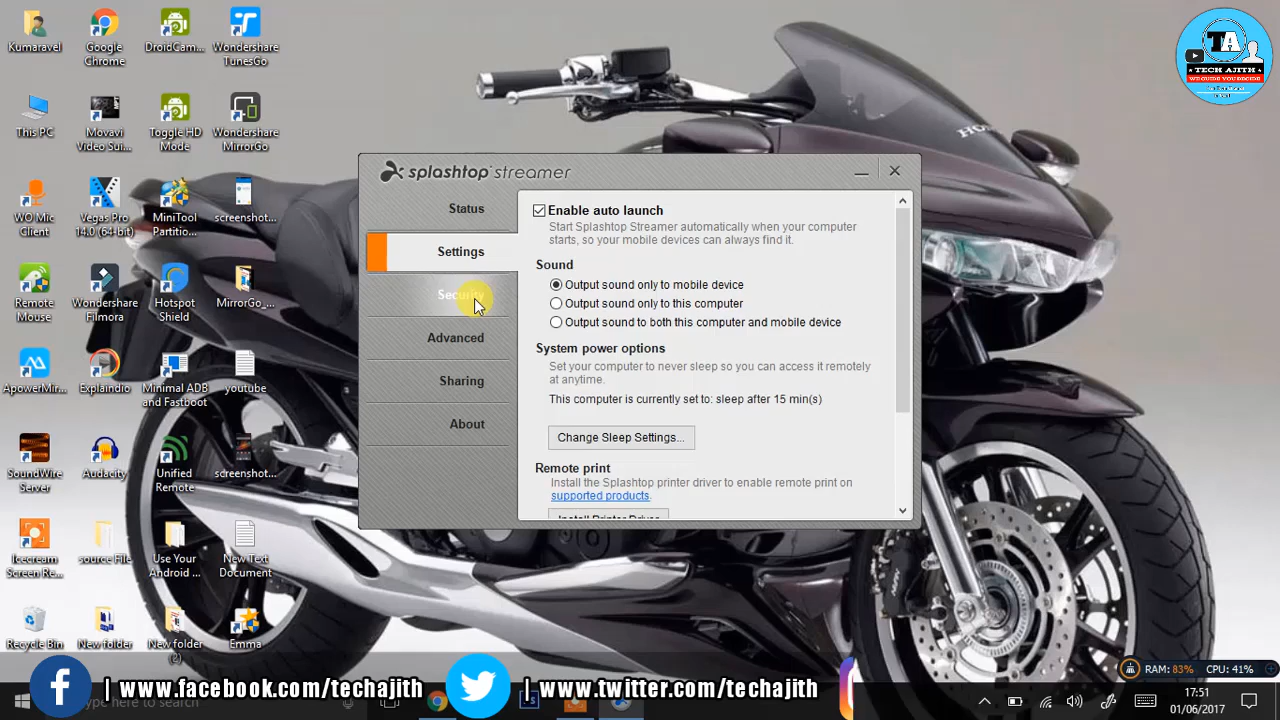 Kumaravel
Google
Chrome
DroidCam...
Wondershare
TunesGo
This PC
Movavi
Video Sui...
Toggle HD
Mode
Wondershare
MirrorGo
WO Mic
Client
Vegas Pro
14.0 (64-bit)
MiniTool
Partitio...
screenshot...
Remote
Mouse
Wondershare
Filmora
Hotspot
Shield
MirrorGo_...
ApowerMir...
Explaindio
Minimal ADB
and Fastboot
youtube
SoundWire
Server
Audacity
Unified
Remote
screenshot...
Icecream
Screen Re...
source File
Use Your
Android ...
New Text
Document
Recycle Bin
New folder
New folder
(2)
Emma
splashtop streamer
Status
Settings
Security
Advanced
Sharing
About
Enable auto launch
Start Splashtop Streamer automatically when your computer
starts, so your mobile devices can always find it.
Sound
Output sound only to mobile device
Output sound only to this computer
Output sound to both this computer and mobile device
System power options
Set your computer to never sleep so you can access it remotely
at anytime.
This computer is currently set to: sleep after 15 min(s)
Change Sleep Settings...
Remote print
Install the Splashtop printer driver to enable remote print on
supported products.
HONDA
TA
TECH AJITH
RAM: 83% CPU: 41%
| www.facebook.com/techajith
| www.twitter.com/techajith
17:51
01/06/2017